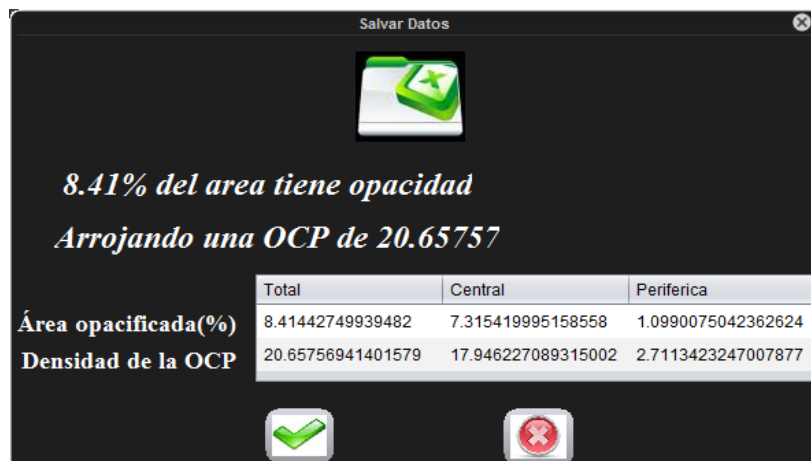 Salvar Datos
8.41% del area tiene opacidad
Arrojando una OCP de 20.65757
Total Central Periferica
Área opacificada(%) 8.41442749939482 7.315419995158558 1.0990075042362624
Densidad de la OCP 20.65756941401579 17.946227089315002 2.7113423247007877